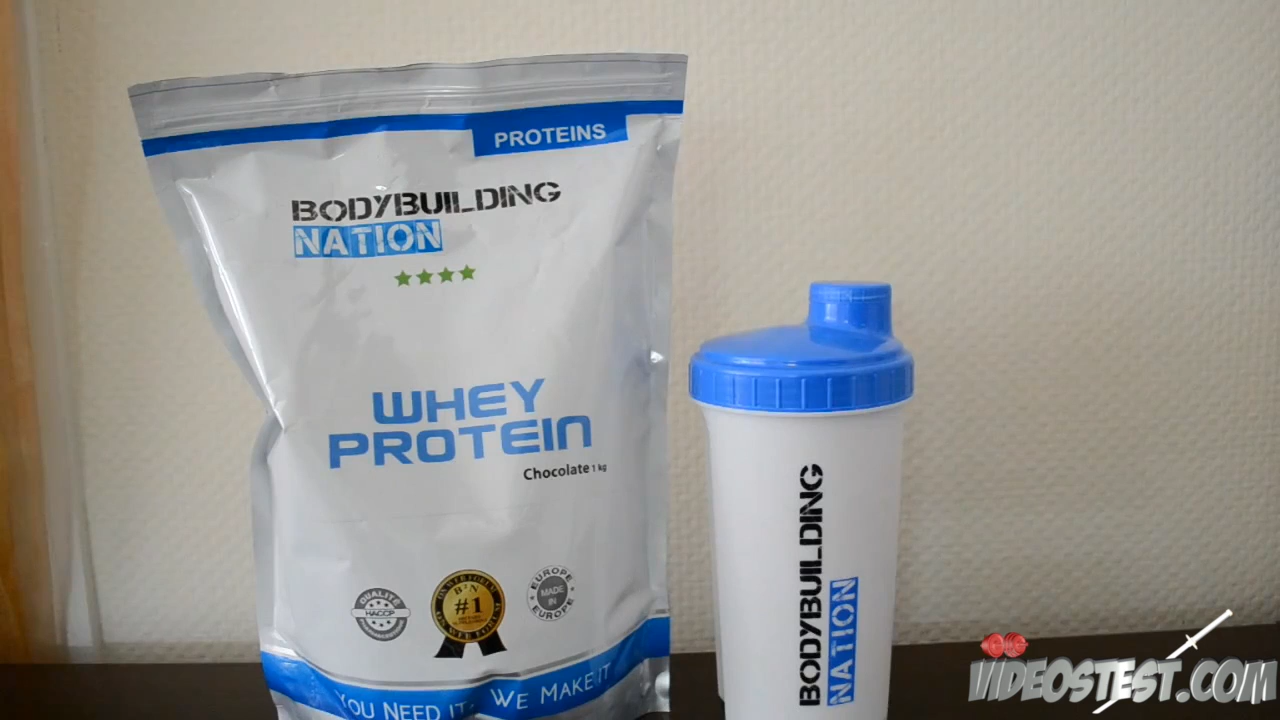 PROTEINS
BODYBUILDING
NATION
WHEY
PROTEIN
Chocolate 1 kg
QUALITÉ
HACCP
B²N
#1
EUROPE
MADE
IN
EUROPE
YOU NEED IT, WE MAKE IT
BODYBUILDING
NATION
VIDEOSTEST.COM